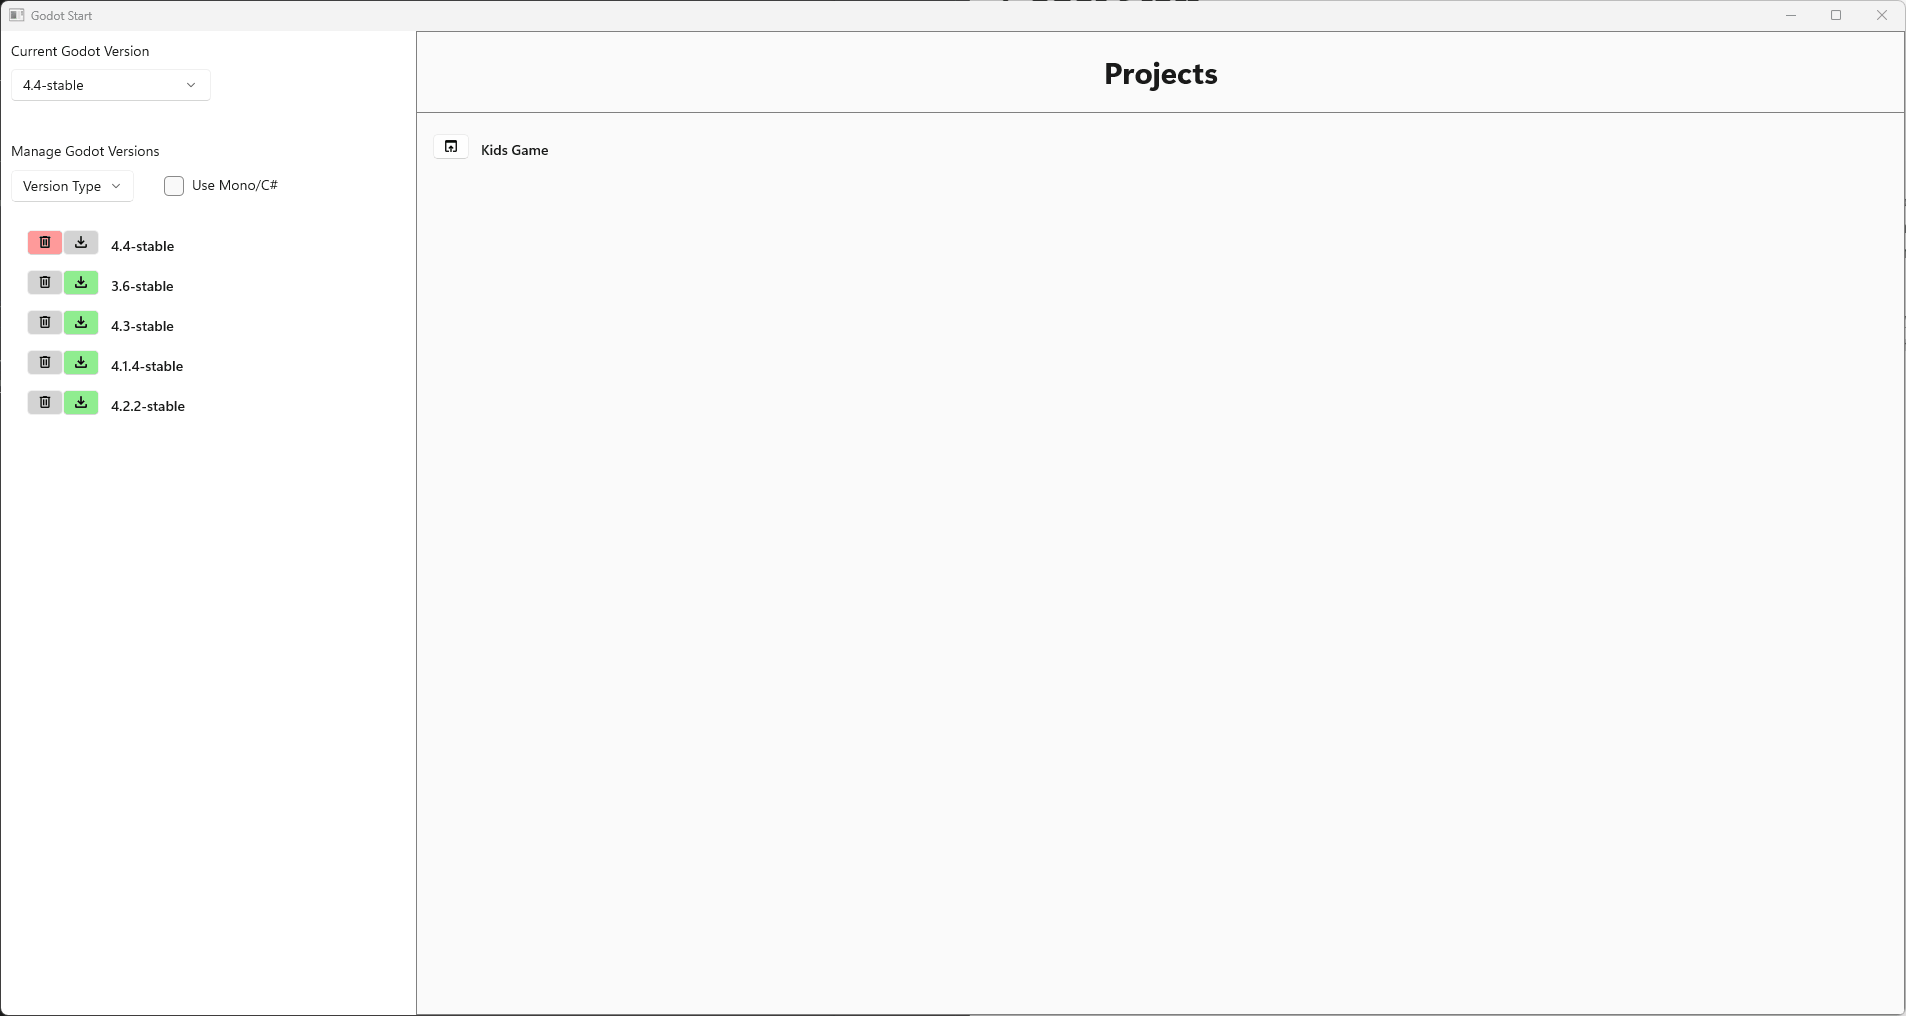 Godot Start
Current Godot Version
4.4-stable
Manage Godot Versions
Version Type
Use Mono/C#
4.4-stable
3.6-stable
4.3-stable
4.1.4-stable
4.2.2-stable
Projects
Kids Game